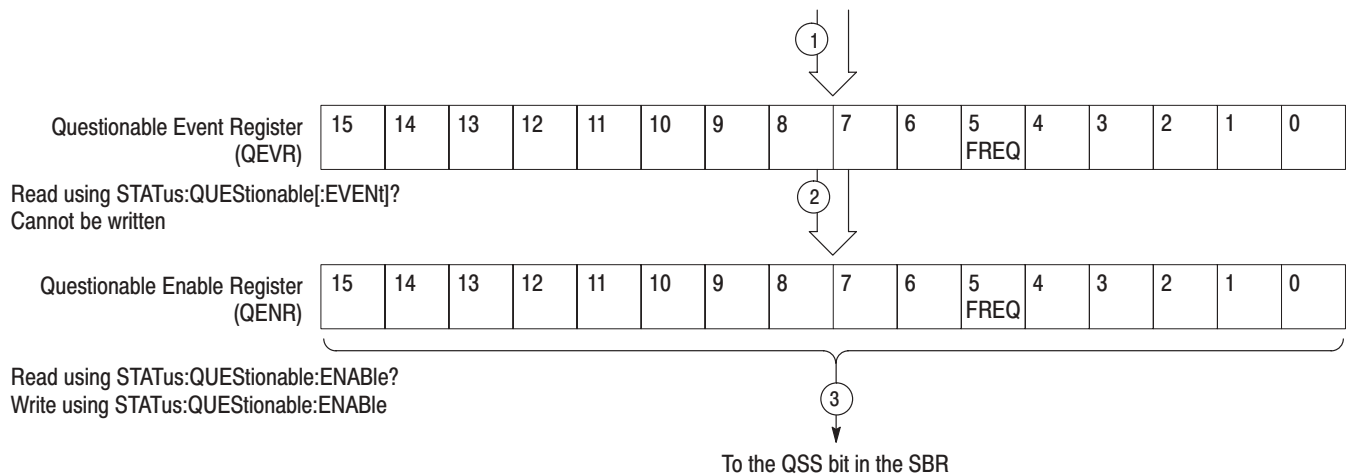 1
Questionable Event Register
(QEVR)
15 14 13 12 11 10 9 8 7 6 5 4 3 2 1 0
FREQ
Read using STATus:QUEStionable[:EVENt]?
Cannot be written
2
Questionable Enable Register
(QENR)
15 14 13 12 11 10 9 8 7 6 5 4 3 2 1 0
FREQ
Read using STATus:QUEStionable:ENABle?
Write using STATus:QUEStionable:ENABle
3
To the QSS bit in the SBR